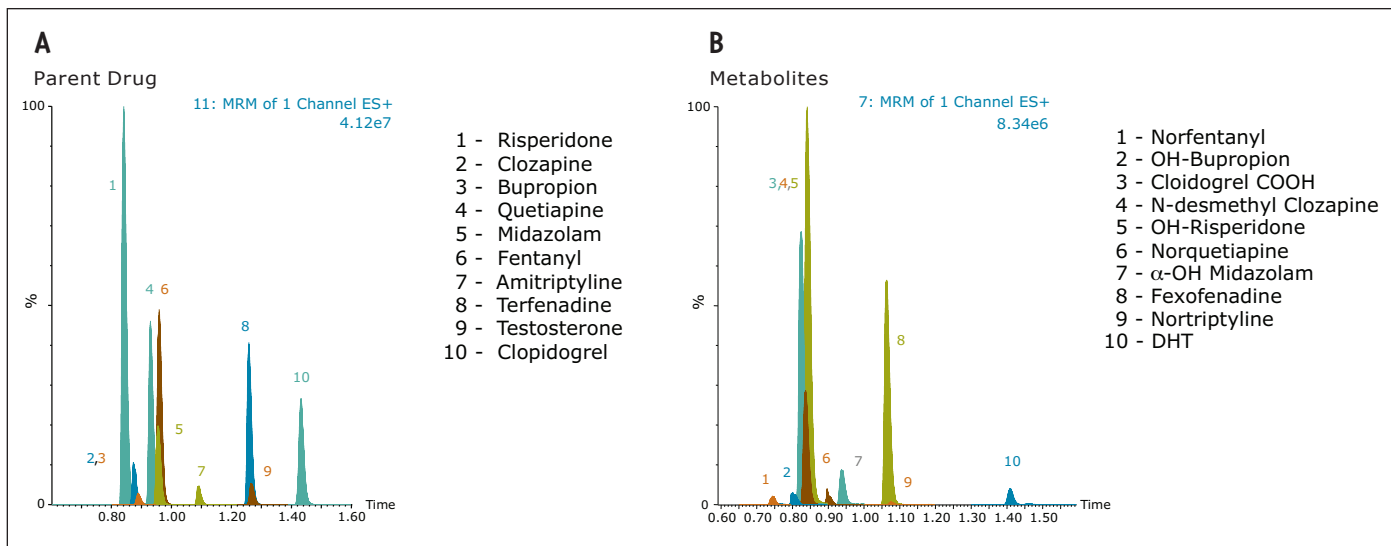 A
Parent Drug
11: MRM of 1 Channel ES+
4.12e7
100
%
0
1
2,3
4 6
5
7
8
9
10
0.80 1.00 1.20 1.40 1.60
Time
1 - Risperidone
2 - Clozapine
3 - Bupropion
4 - Quetiapine
5 - Midazolam
6 - Fentanyl
7 - Amitriptyline
8 - Terfenadine
9 - Testosterone
10 - Clopidogrel
B
Metabolites
7: MRM of 1 Channel ES+
8.34e6
100
%
0
3,4,5
1
2
6
7
8
9
10
0.60 0.70 0.80 0.90 1.00 1.10 1.20 1.30 1.40 1.50
Time
1 - Norfentanyl
2 - OH-Bupropion
3 - Cloidogrel COOH
4 - N-desmethyl Clozapine
5 - OH-Risperidone
6 - Norquetiapine
7 - α-OH Midazolam
8 - Fexofenadine
9 - Nortriptyline
10 - DHT